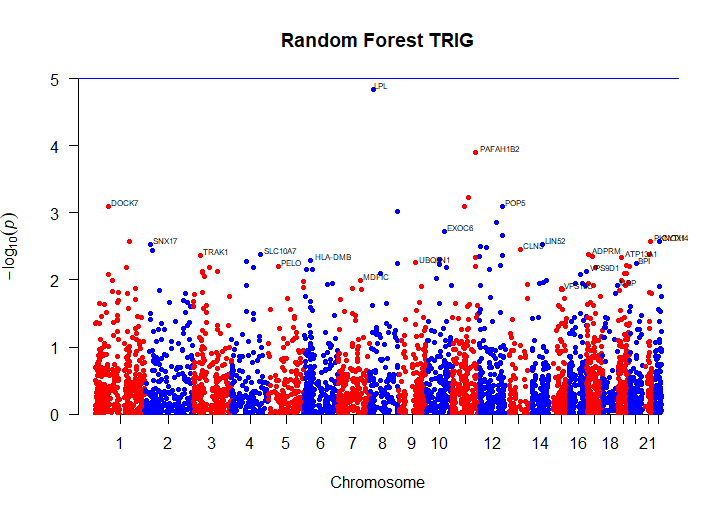 Random Forest TRIG
5
LPL
4
PAFAH1B2
DOCK7
POP5
3
EXOC6
SNX17
LIN52
TRAK1
SLC10A7
CLN5
ADPRM
HLA-DMB
PELO
UBQLN1
ATP13A1
BPI
VPS9D1
MDFIC
2
1
0
−log10(p)
1 2 3 4 5 6 7 8 9 10 12 14 16 18 21
Chromosome